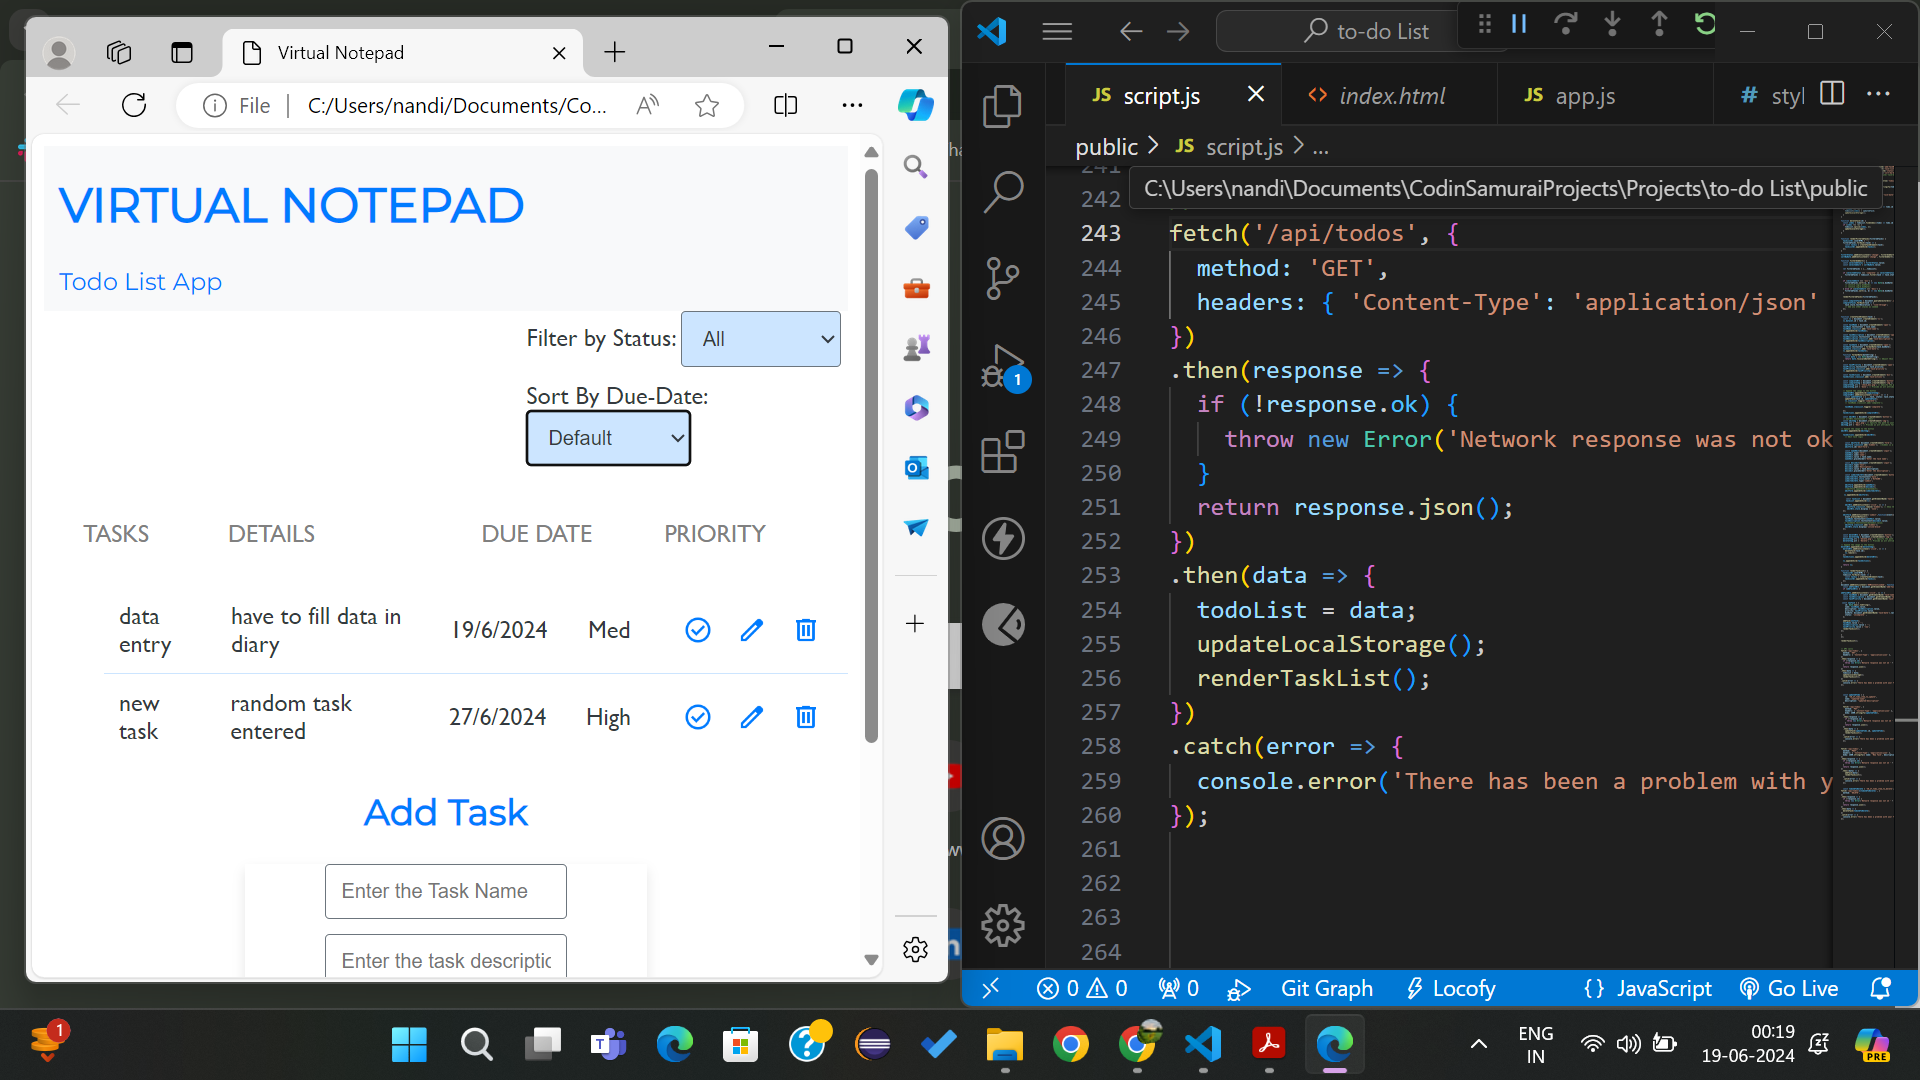 Virtual Notepad
File
C:/Users/nandi/Documents/Co...
VIRTUAL NOTEPAD
Todo List App
Filter by Status: All
Sort By Due-Date:
Default
TASKS DETAILS DUE DATE PRIORITY
data entry
have to fill data in diary
19/6/2024 Med
new task
random task entered
27/6/2024 High
Add Task
Enter the Task Name
Enter the task descriptic
to-do List
JS script.js
<> index.html
JS app.js
# styl
public > JS script.js > ...
C:\Users\nandi\Documents\CodinSamuraiProjects\Projects\to-do List\public
241
242
243 fetch('/api/todos', {
244 method: 'GET',
245 headers: { 'Content-Type': 'application/json'
246 })
247 .then(response => {
248 if (!response.ok) {
249 throw new Error('Network response was not ok
250 }
251 return response.json();
252 })
253 .then(data => {
254 todoList = data;
255 updateLocalStorage();
256 renderTaskList();
257 })
258 .catch(error => {
259 console.error('There has been a problem with y
260 });
261
262
263
264
1
0 0 0 Git Graph Locofy {} JavaScript Go Live
1
ENG
IN
00:19
19-06-2024
PRE